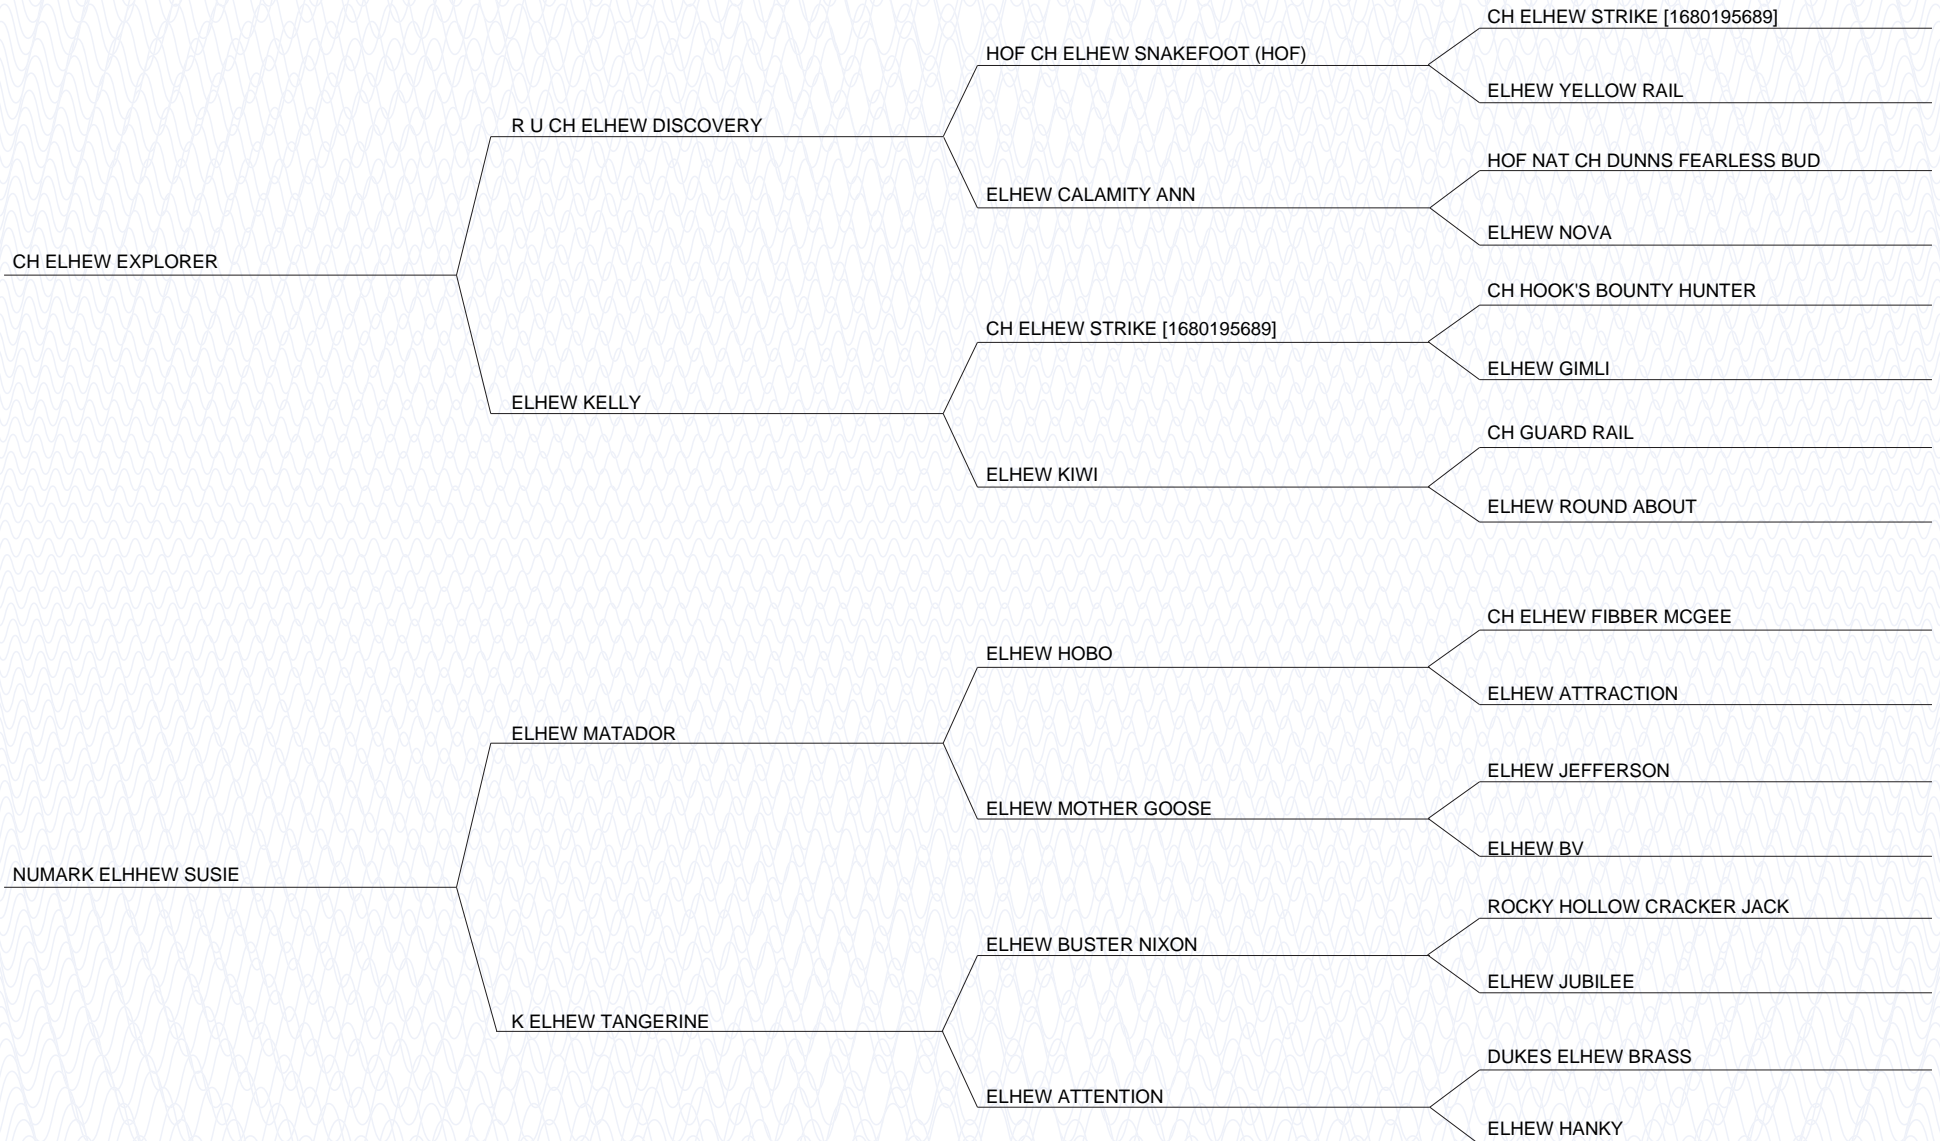 CH ELHEW STRIKE [1680195689]
HOF CH ELHEW SNAKEFOOT (HOF)
ELHEW YELLOW RAIL
R U CH ELHEW DISCOVERY
HOF NAT CH DUNNS FEARLESS BUD
ELHEW CALAMITY ANN
ELHEW NOVA
CH ELHEW EXPLORER
CH HOOK'S BOUNTY HUNTER
CH ELHEW STRIKE [1680195689]
ELHEW GIMLI
ELHEW KELLY
CH GUARD RAIL
ELHEW KIWI
ELHEW ROUND ABOUT
CH ELHEW FIBBER MCGEE
ELHEW HOBO
ELHEW ATTRACTION
ELHEW MATADOR
ELHEW JEFFERSON
ELHEW MOTHER GOOSE
ELHEW BV
NUMARK ELHHEW SUSIE
ROCKY HOLLOW CRACKER JACK
ELHEW BUSTER NIXON
ELHEW JUBILEE
K ELHEW TANGERINE
DUKES ELHEW BRASS
ELHEW ATTENTION
ELHEW HANKY